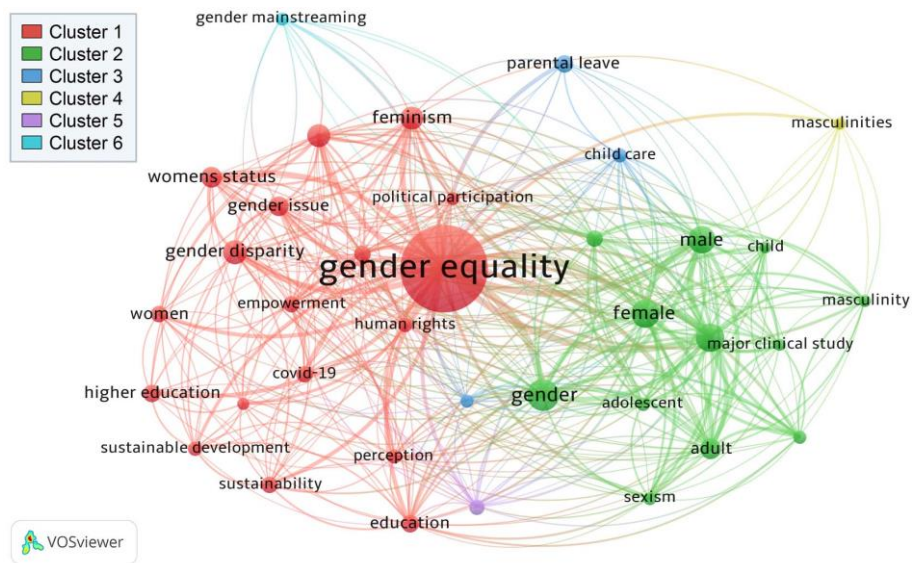 Cluster 1
Cluster 2
Cluster 3
Cluster 4
Cluster 5
Cluster 6
gender mainstreaming
parental leave
feminism
masculinities
child care
womens status
political participation
gender issue
gender disparity
male
child
gender equality
empowerment
masculinity
women
human rights
female
major clinical study
covid-19
higher education
gender
adolescent
sustainable development
perception
adult
sustainability
sexism
education
VOSviewer